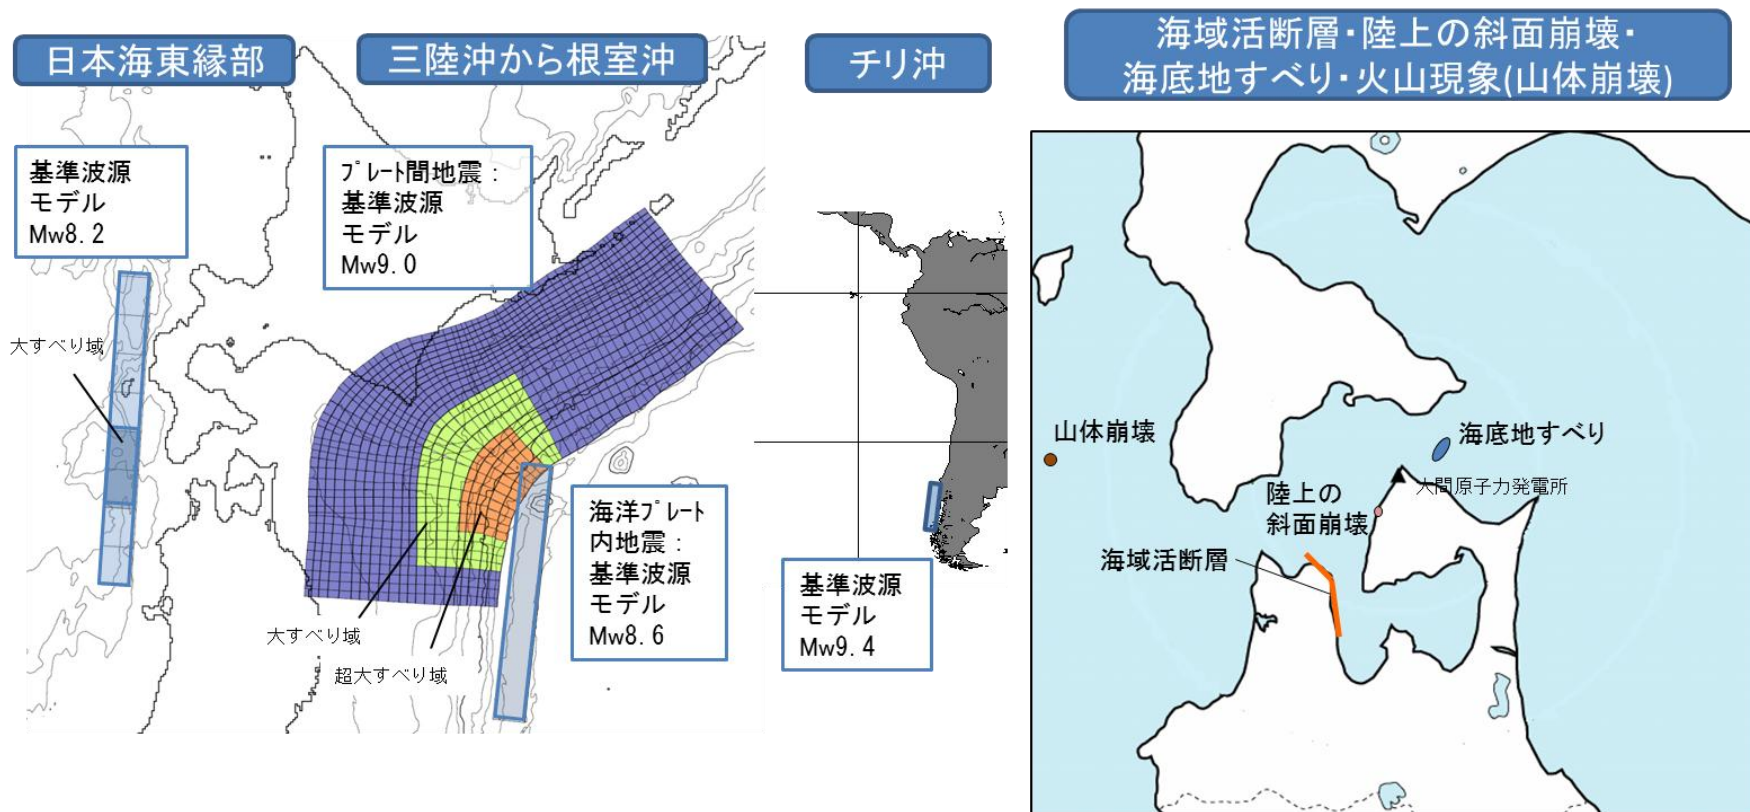 日本海東縁部
三陸沖から根室沖
チリ沖
海域活断層・陸上の斜面崩壊・
海底地すべり・火山現象(山体崩壊)
基準波源
モデル
Mw8.2
大すべり域
プレート間地震：
基準波源
モデル
Mw9.0
海洋プレート
内地震：
基準波源
モデル
Mw8.6
大すべり域
超大すべり域
基準波源
モデル
Mw9.4
山体崩壊
海底地すべり
大間原子力発電所
陸上の
斜面崩壊
海域活断層